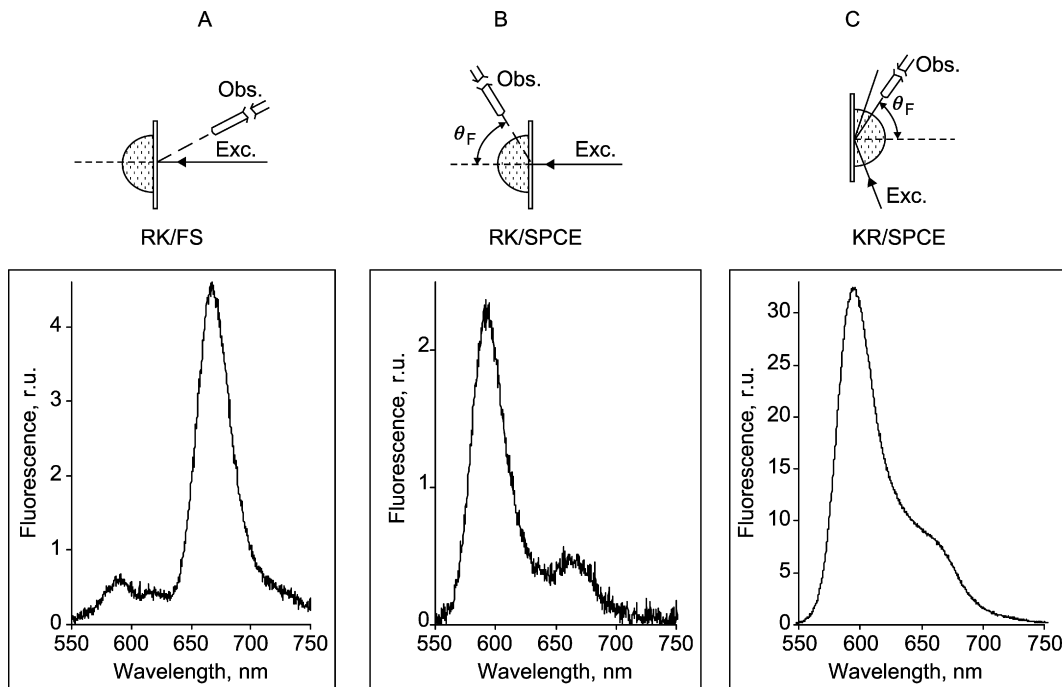 A
Obs.
Exc.
RK/FS
Fluorescence, r.u.
4
3
2
1
0
550 600 650 700 750
Wavelength, nm
B
Obs.
θF
Exc.
RK/SPCE
Fluorescence, r.u.
2
1
0
550 600 650 700 750
Wavelength, nm
C
Obs.
θF
Exc.
KR/SPCE
Fluorescence, r.u.
30
25
20
15
10
5
0
550 600 650 700 750
Wavelength, nm